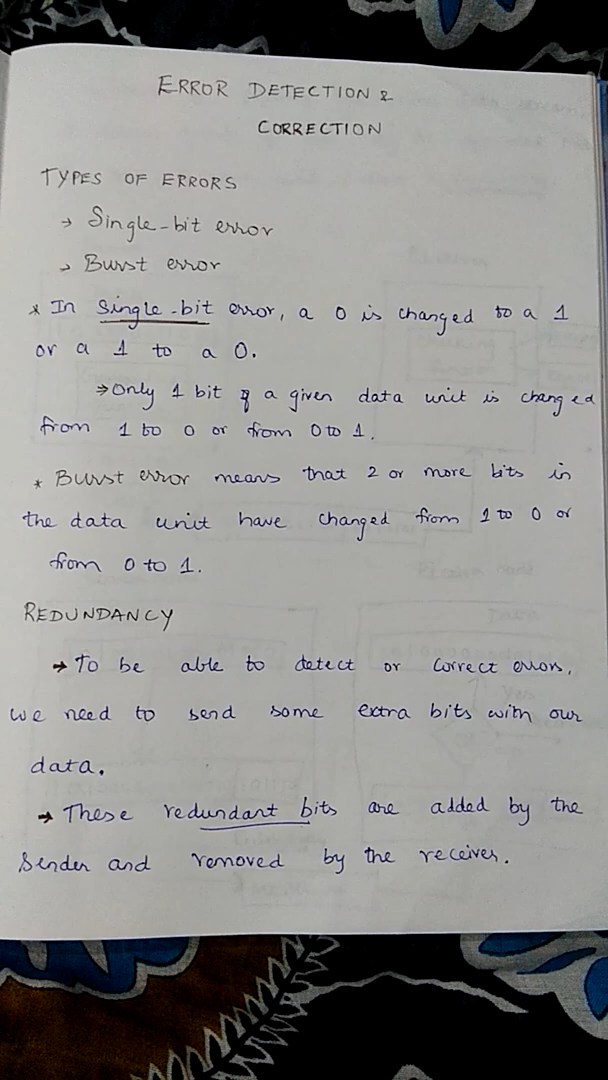 ERROR DETECTION &
CORRECTION
TYPES OF ERRORS
→ Single-bit error
→ Burst error
* In single-bit error, a 0 is changed to a 1
or a 1 to a 0.
⇒ Only 1 bit of a given data unit is changed
from 1 to 0 or from 0 to 1.
* Burst error means that 2 or more bits in
the data unit have changed from 1 to 0 or
from 0 to 1.
REDUNDANCY
→ To be able to detect or correct errors,
we need to send some extra bits with our
data.
→ These redundant bits are added by the
Sender and removed by the receiver.